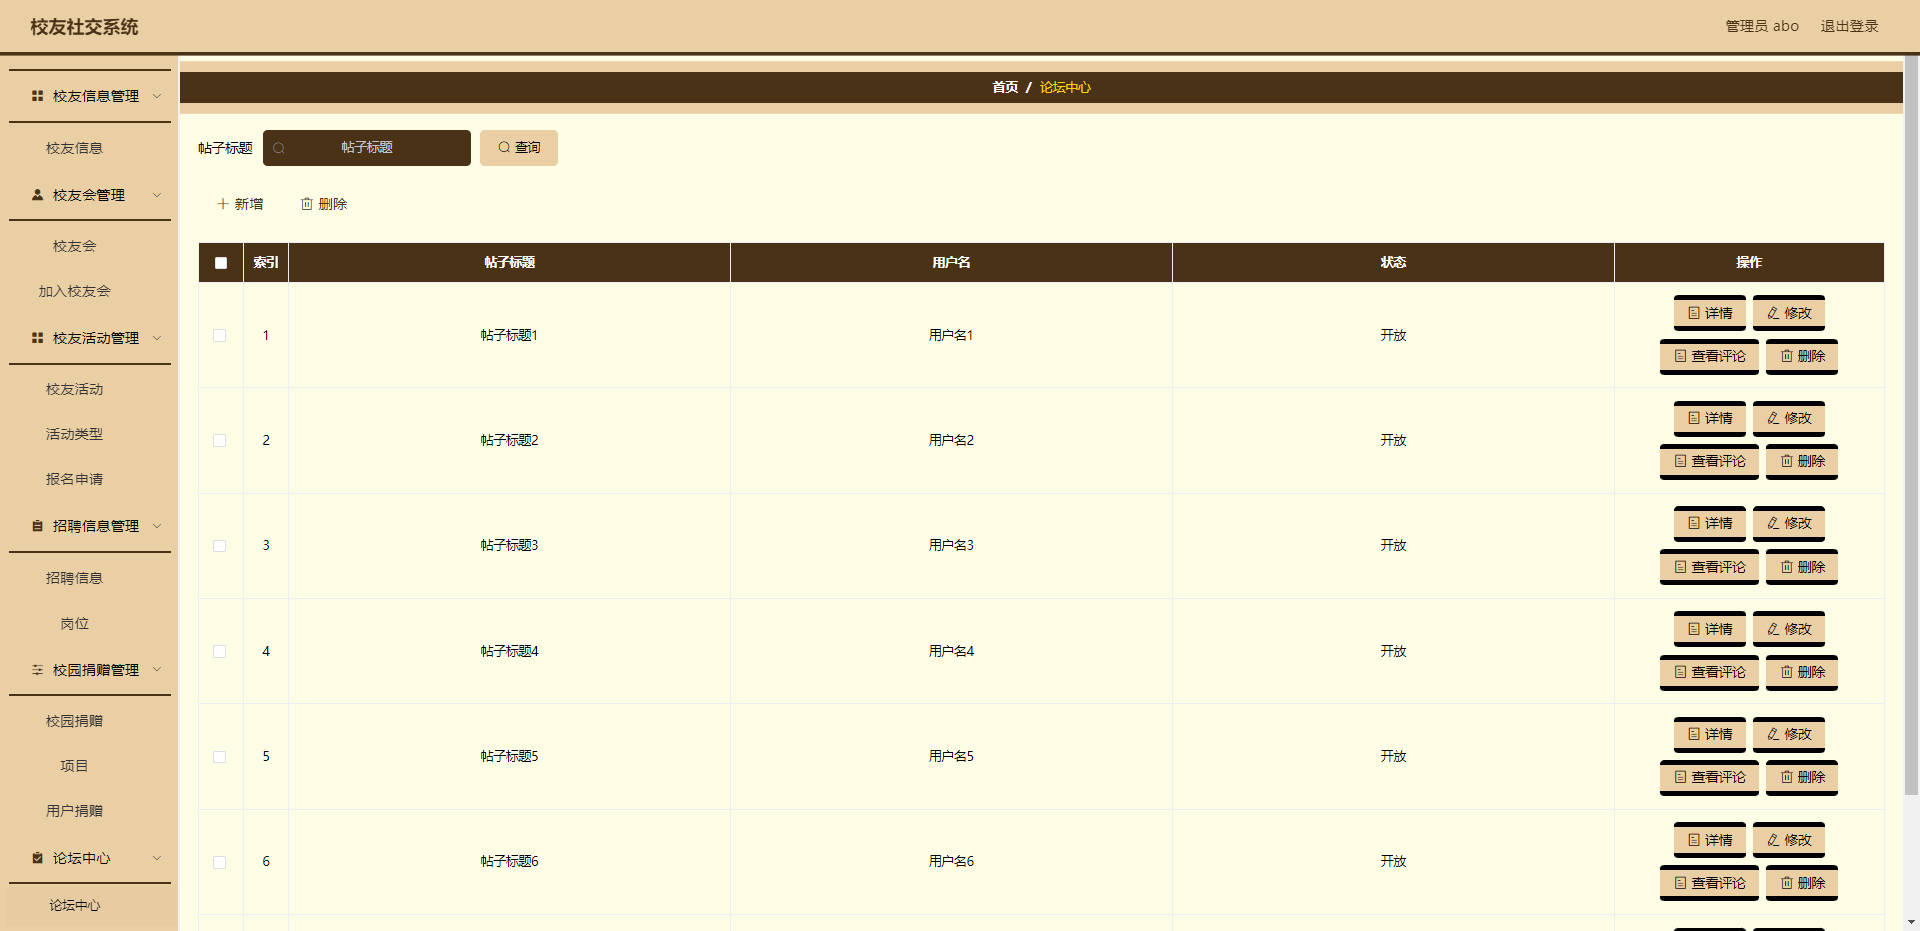 校友社交系统
管理员 abo 退出登录
校友信息管理
校友信息
校友会管理
校友会
加入校友会
校友活动管理
校友活动
活动类型
报名申请
招聘信息管理
招聘信息
岗位
校园捐赠管理
校园捐赠
项目
用户捐赠
论坛中心
论坛中心
首页 / 论坛中心
帖子标题 帖子标题 查询
新增 删除
索引 帖子标题 用户名 状态 操作
1 帖子标题1 用户名1 开放 详情 修改
查看评论 删除
2 帖子标题2 用户名2 开放 详情 修改
查看评论 删除
3 帖子标题3 用户名3 开放 详情 修改
查看评论 删除
4 帖子标题4 用户名4 开放 详情 修改
查看评论 删除
5 帖子标题5 用户名5 开放 详情 修改
查看评论 删除
6 帖子标题6 用户名6 开放 详情 修改
查看评论 删除